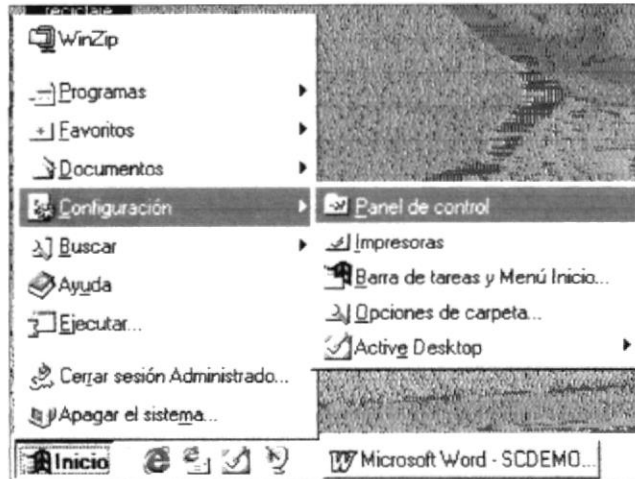 reciclaje
WinZip
Programas
Favoritos
Documentos
Configuración
Buscar
Ayuda
Ejecutar...
Cerrar sesión Administrado...
Apagar el sistema...
Panel de control
Impresoras
Barra de tareas y Menú Inicio...
Opciones de carpeta...
Active Desktop
Inicio
Microsoft Word - SCDEMO...